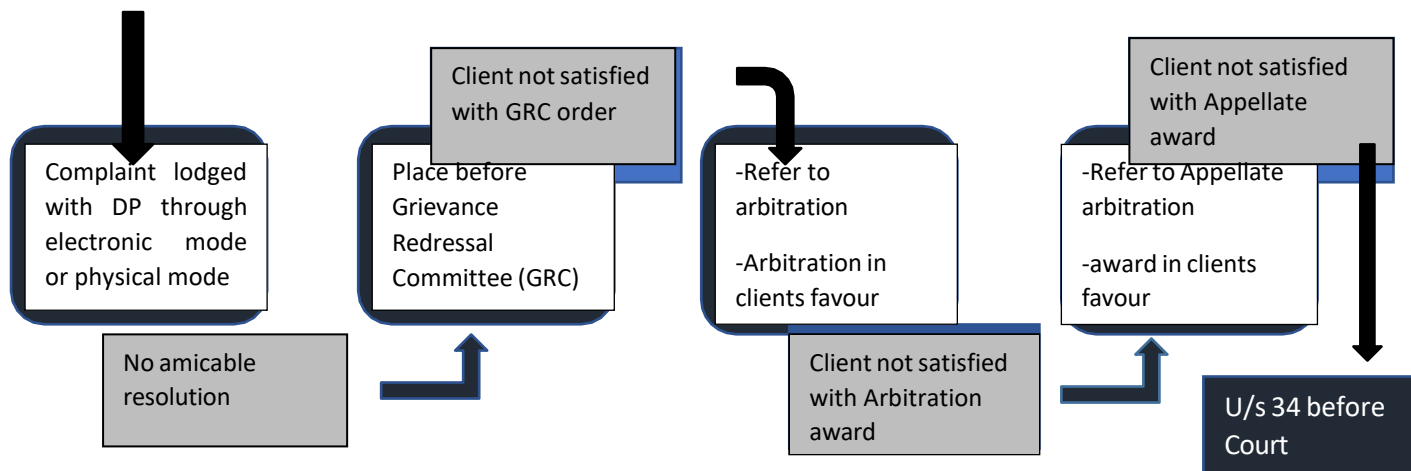 Complaint lodged
with DP through
electronic mode
or physical mode
No amicable
resolution
Place before
Grievance
Redressal
Committee (GRC)
Client not satisfied
with GRC order
-Refer to
arbitration
-Arbitration in
clients favour
Client not satisfied
with Arbitration
award
-Refer to Appellate
arbitration
-award in clients
favour
Client not satisfied
with Appellate
award
U/s 34 before
Court